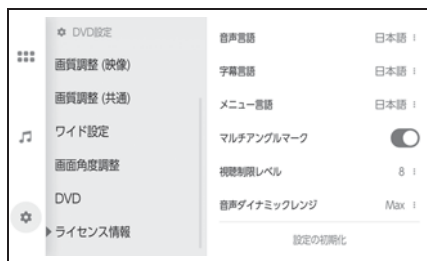 DVD設定
画質調整 (映像)
画質調整 (共通)
ワイド設定
画面角度調整
DVD
ライセンス情報
音声言語 日本語
字幕言語 日本語
メニュー言語 日本語
マルチアングルマーク
視聴制限レベル 8
音声ダイナミックレンジ Max
設定の初期化